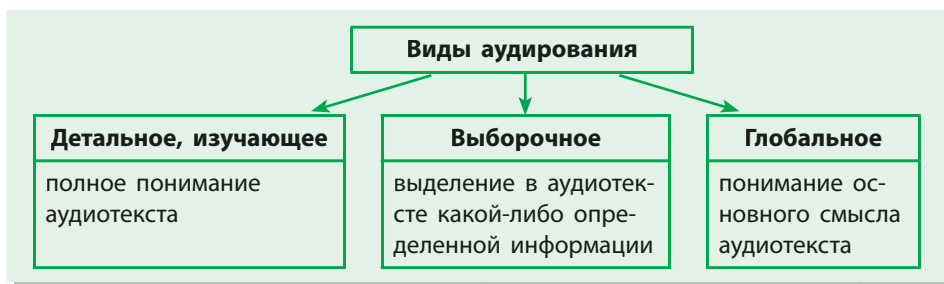 Виды аудирования
Детальное, изучающее
полное понимание
аудиотекста
Выборочное
выделение в аудиотек-
сте какой-либо опре-
деленной информации
Глобальное
понимание ос-
новного смысла
аудиотекста